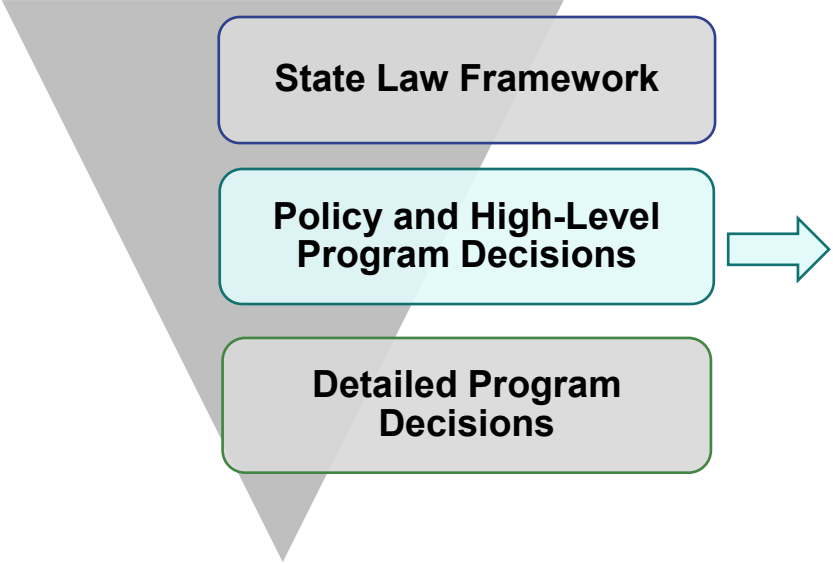 State Law Framework
Policy and High-Level
Program Decisions
Detailed Program
Decisions